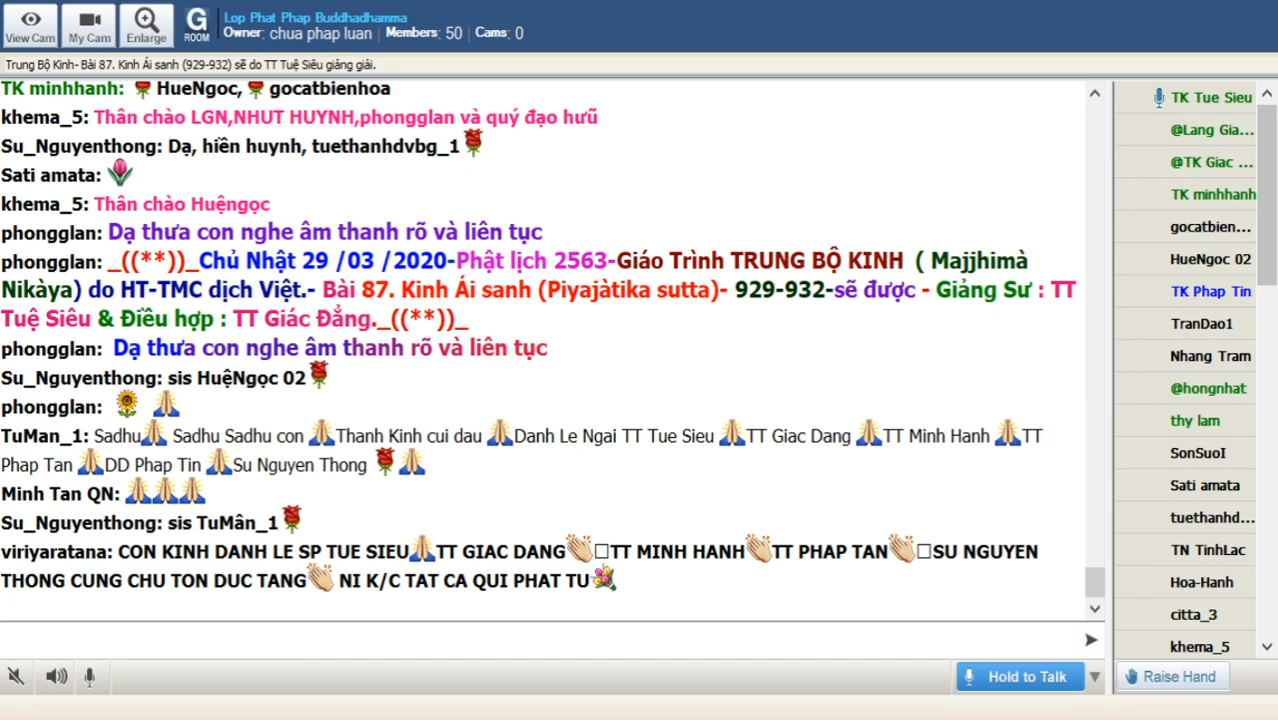 Lop Phat Phap Buddhadhamma
View Cam My Cam Enlarge G ROOM Owner: chua phap luan | Members: 50 | Cams: 0
Trung Bộ Kinh- Bài 87. Kinh Ái sanh (929-932) sẽ do TT Tuệ Siêu giảng giải.
TK minhhanh: HueNgoc, gocatbienhoa
khema_5: Thân chào LGN,NHUT HUYNH,phongglan và quý đạo hưũ
Su_Nguyenthong: Dạ, hiền huynh, tuethanhdvbg_1
Sati amata:
khema_5: Thân chào Huệngọc
phongglan: Dạ thưa con nghe âm thanh rõ và liên tục
phongglan: _((**))_Chủ Nhật 29 /03 /2020-Phật lịch 2563-Giáo Trình TRUNG BỘ KINH ( Majjhimà
Nikàya) do HT-TMC dịch Việt.- Bài 87. Kinh Ái sanh (Piyajàtika sutta)- 929-932-sẽ được - Giảng Sư : TT
Tuệ Siêu & Điều hợp : TT Giác Đẳng._((**))_
phongglan: Dạ thưa con nghe âm thanh rõ và liên tục
Su_Nguyenthong: sis HuệNgọc 02
phongglan:
TuMan_1: Sadhu Sadhu Sadhu con Thanh Kinh cui dau Danh Le Ngai TT Tue Sieu TT Giac Dang TT Minh Hanh TT
Phap Tan DD Phap Tin Su Nguyen Thong
Minh Tan QN:
Su_Nguyenthong: sis TuMân_1
viriyaratana: CON KINH DANH LE SP TUE SIEU TT GIAC DANG TT MINH HANH TT PHAP TAN SU NGUYEN
THONG CUNG CHU TON DUC TANG NI K/C TAT CA QUI PHAT TU
Hold to Talk
TK Tue Sieu
@Lang Gia...
@TK Giac ...
TK minhhanh
gocatbien...
HueNgoc 02
TK Phap Tin
TranDao1
Nhang Tram
@hongnhat
thy lam
SonSuoI
Sati amata
tuethanhd...
TN TinhLac
Hoa-Hanh
citta_3
khema_5
Raise Hand